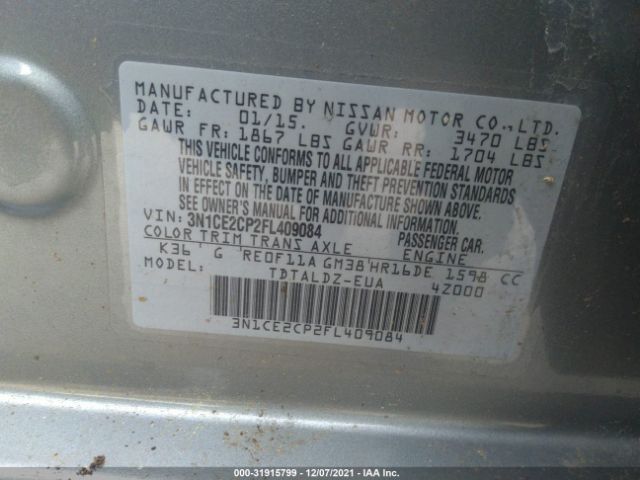 MANUFACTURED BY NISSAN MOTOR CO., LTD.
DATE: 01/15. GVWR: 3470 LBS
GAWR FR: 1867 LBS GAWR RR: 1704 LBS
THIS VEHICLE CONFORMS TO ALL APPLICABLE FEDERAL MOTOR
VEHICLE SAFETY, BUMPER AND THEFT PREVENTION STANDARDS
IN EFFECT ON THE DATE OF MANUFACTURE SHOWN ABOVE.
SEE OWNER'S MANUAL FOR ADDITIONAL INFORMATION.
VIN: 3N1CE2CP2FL409084 PASSENGER CAR.
COLOR TRIM TRANS AXLE ENGINE
K36 G RE0F11A GM38 HR16DE 1598 CC
MODEL: TDTALDZ-EUA 4Z000
3N1CE2CP2FL409084
000-31915799 - 12/07/2021 - IAA Inc.